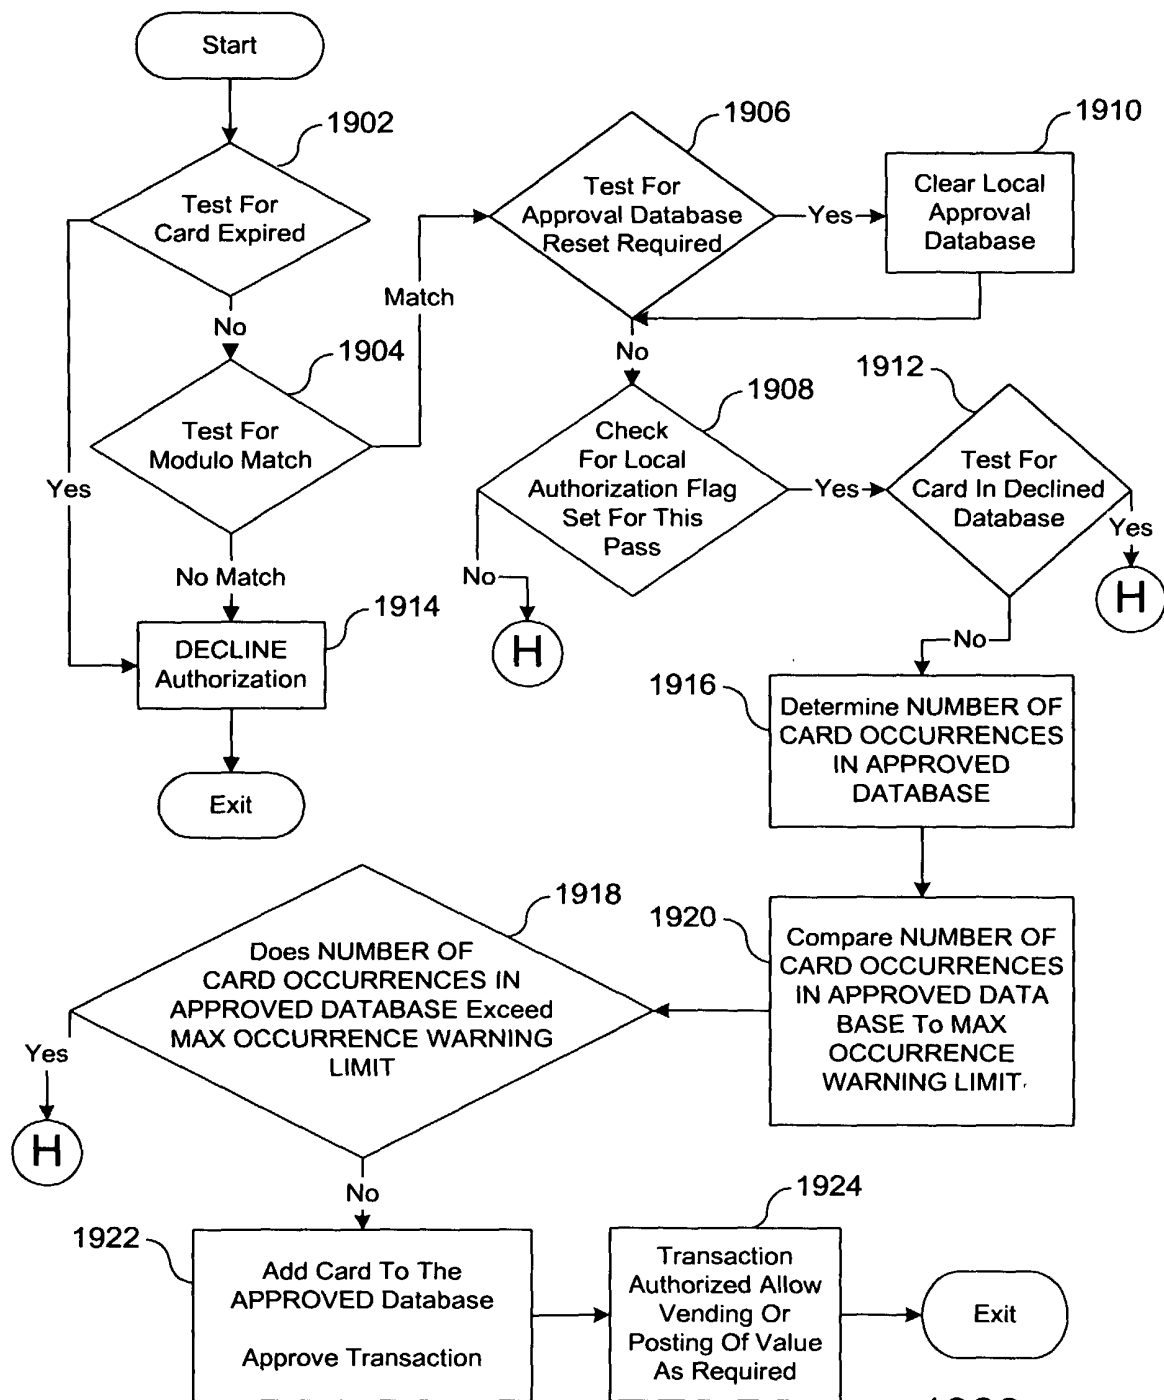 Start
1902
Test For
Card Expired
No
1904
Test For
Modulo Match
Yes
No Match
1914
DECLINE
Authorization
Exit
Match
1906
Test For
Approval Database
Reset Required
Yes
1910
Clear Local
Approval
Database
No
1908
Check
For Local
Authorization Flag
Set For This
Pass
No
H
Yes
1912
Test For
Card In Declined
Database
Yes
H
No
1916
Determine NUMBER OF
CARD OCCURRENCES
IN APPROVED
DATABASE
1920
Compare NUMBER OF
CARD OCCURRENCES
IN APPROVED DATA
BASE To MAX
OCCURRENCE
WARNING LIMIT.
1918
Does NUMBER OF
CARD OCCURRENCES IN
APPROVED DATABASE Exceed
MAX OCCURRENCE WARNING
LIMIT
Yes
H
No
1922
Add Card To The
APPROVED Database
Approve Transaction
1924
Transaction
Authorized Allow
Vending Or
Posting Of Value
As Required
Exit